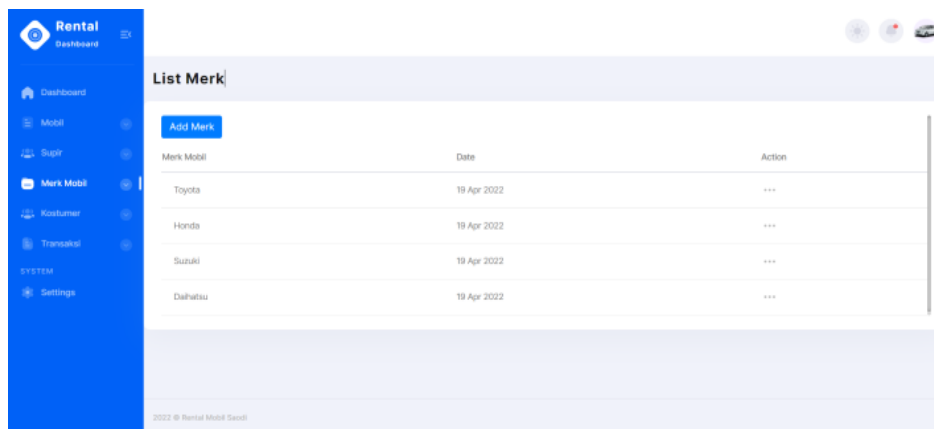 Rental
Dashboard
Dashboard
Mobil
Supir
Merk Mobil
Kostumer
Transaksi
SYSTEM
Settings
List Merk
Add Merk
Merk Mobil Date Action
Toyota 19 Apr 2022
Honda 19 Apr 2022
Suzuki 19 Apr 2022
Daihatsu 19 Apr 2022
2022 © Rental Mobil